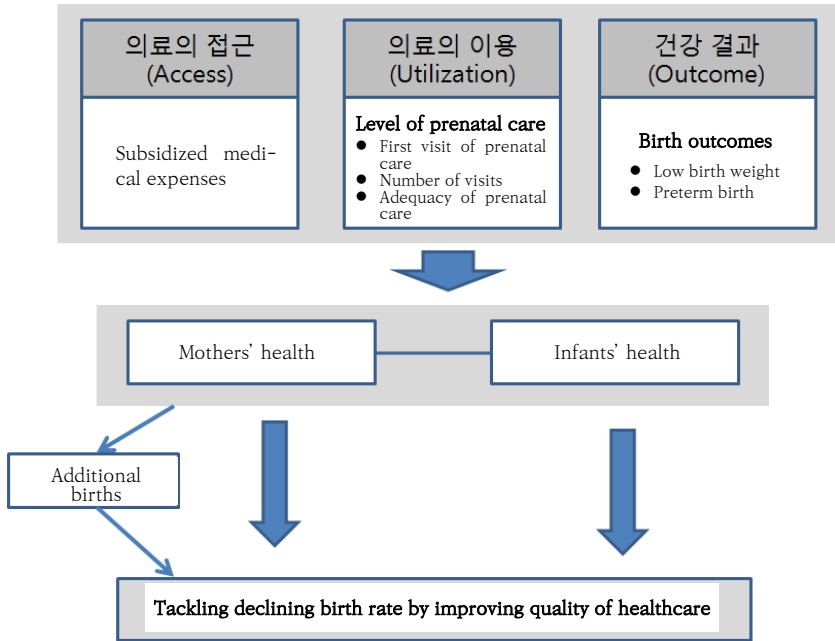 의료의 접근
(Access)
Subsidized medi-
cal expenses
의료의 이용
(Utilization)
Level of prenatal care
● First visit of prenatal
care
● Number of visits
● Adequacy of prenatal
care
건강 결과
(Outcome)
Birth outcomes
● Low birth weight
● Preterm birth
Mothers’ health
Infants’ health
Additional
births
Tackling declining birth rate by improving quality of healthcare